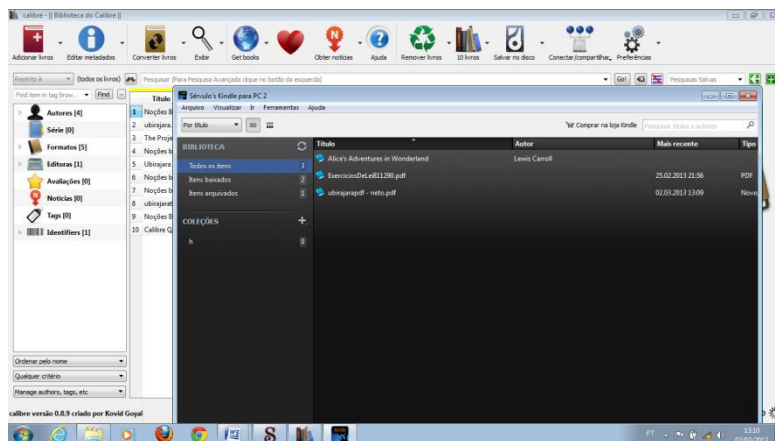 calibre - || Biblioteca do Calibre ||
Adicionar livros Editar metadados Converter livros Exibir Get books Obter notícias Ajuda Remover livros 10 livros Salvar no disco Conectar/compartilhar Preferências
Restrito à (todos os livros) Pesquisar (Para Pesquisa Avançada clique no botão da esquerda) Go! Pesquisas Salvas
Find item in tag brow... Find
Autores [4]
Série [0]
Formatos [5]
Editoras [1]
Avaliações [0]
Notícias [0]
Tags [0]
Identifiers [1]
Ordenar pelo nome
Qualquer critério
Manage authors, tags, etc
calibre versão 0.8.9 criado por Kovid Goyal
Título
1 Noções B
2 ubirajara.
3 The Proje
4 Noções b
5 Ubirajara
6 Noções b
7 Noções b
8 ubirajaret
9 Noções B
10 Calibre Q
Sérvulo's Kindle para PC 2
Arquivo Visualizar Ir Ferramentas Ajuda
Por título Comprar na loja Kindle Pesquisar títulos e autores
BIBLIOTECA
Todos os itens 3
Itens baixados 2
Itens arquivados 1
COLEÇÕES +
h 0
Título Autor Mais recente Tipo
Alice's Adventures in Wonderland Lewis Carroll
ExerciciosDeLei811290.pdf 25.02.2013 21:56 PDF
ubirajarapdf - neto.pdf 02.03.2013 13:09 Novo
PT 13:10
02/03/2013